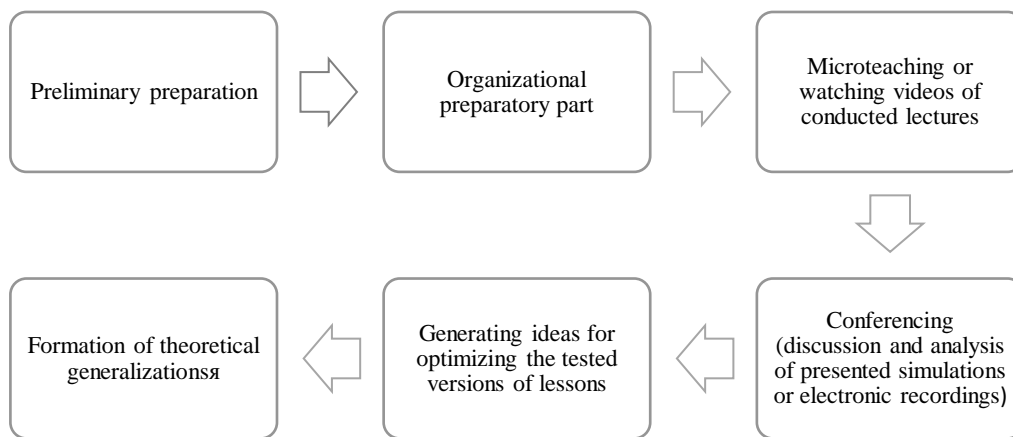 Preliminary preparation
Organizational
preparatory part
Microteaching or
watching videos of
conducted lectures
Conferencing
(discussion and analysis
of presented simulations
or electronic recordings)
Generating ideas for
optimizing the tested
versions of lessons
Formation of theoretical
generalizationsя